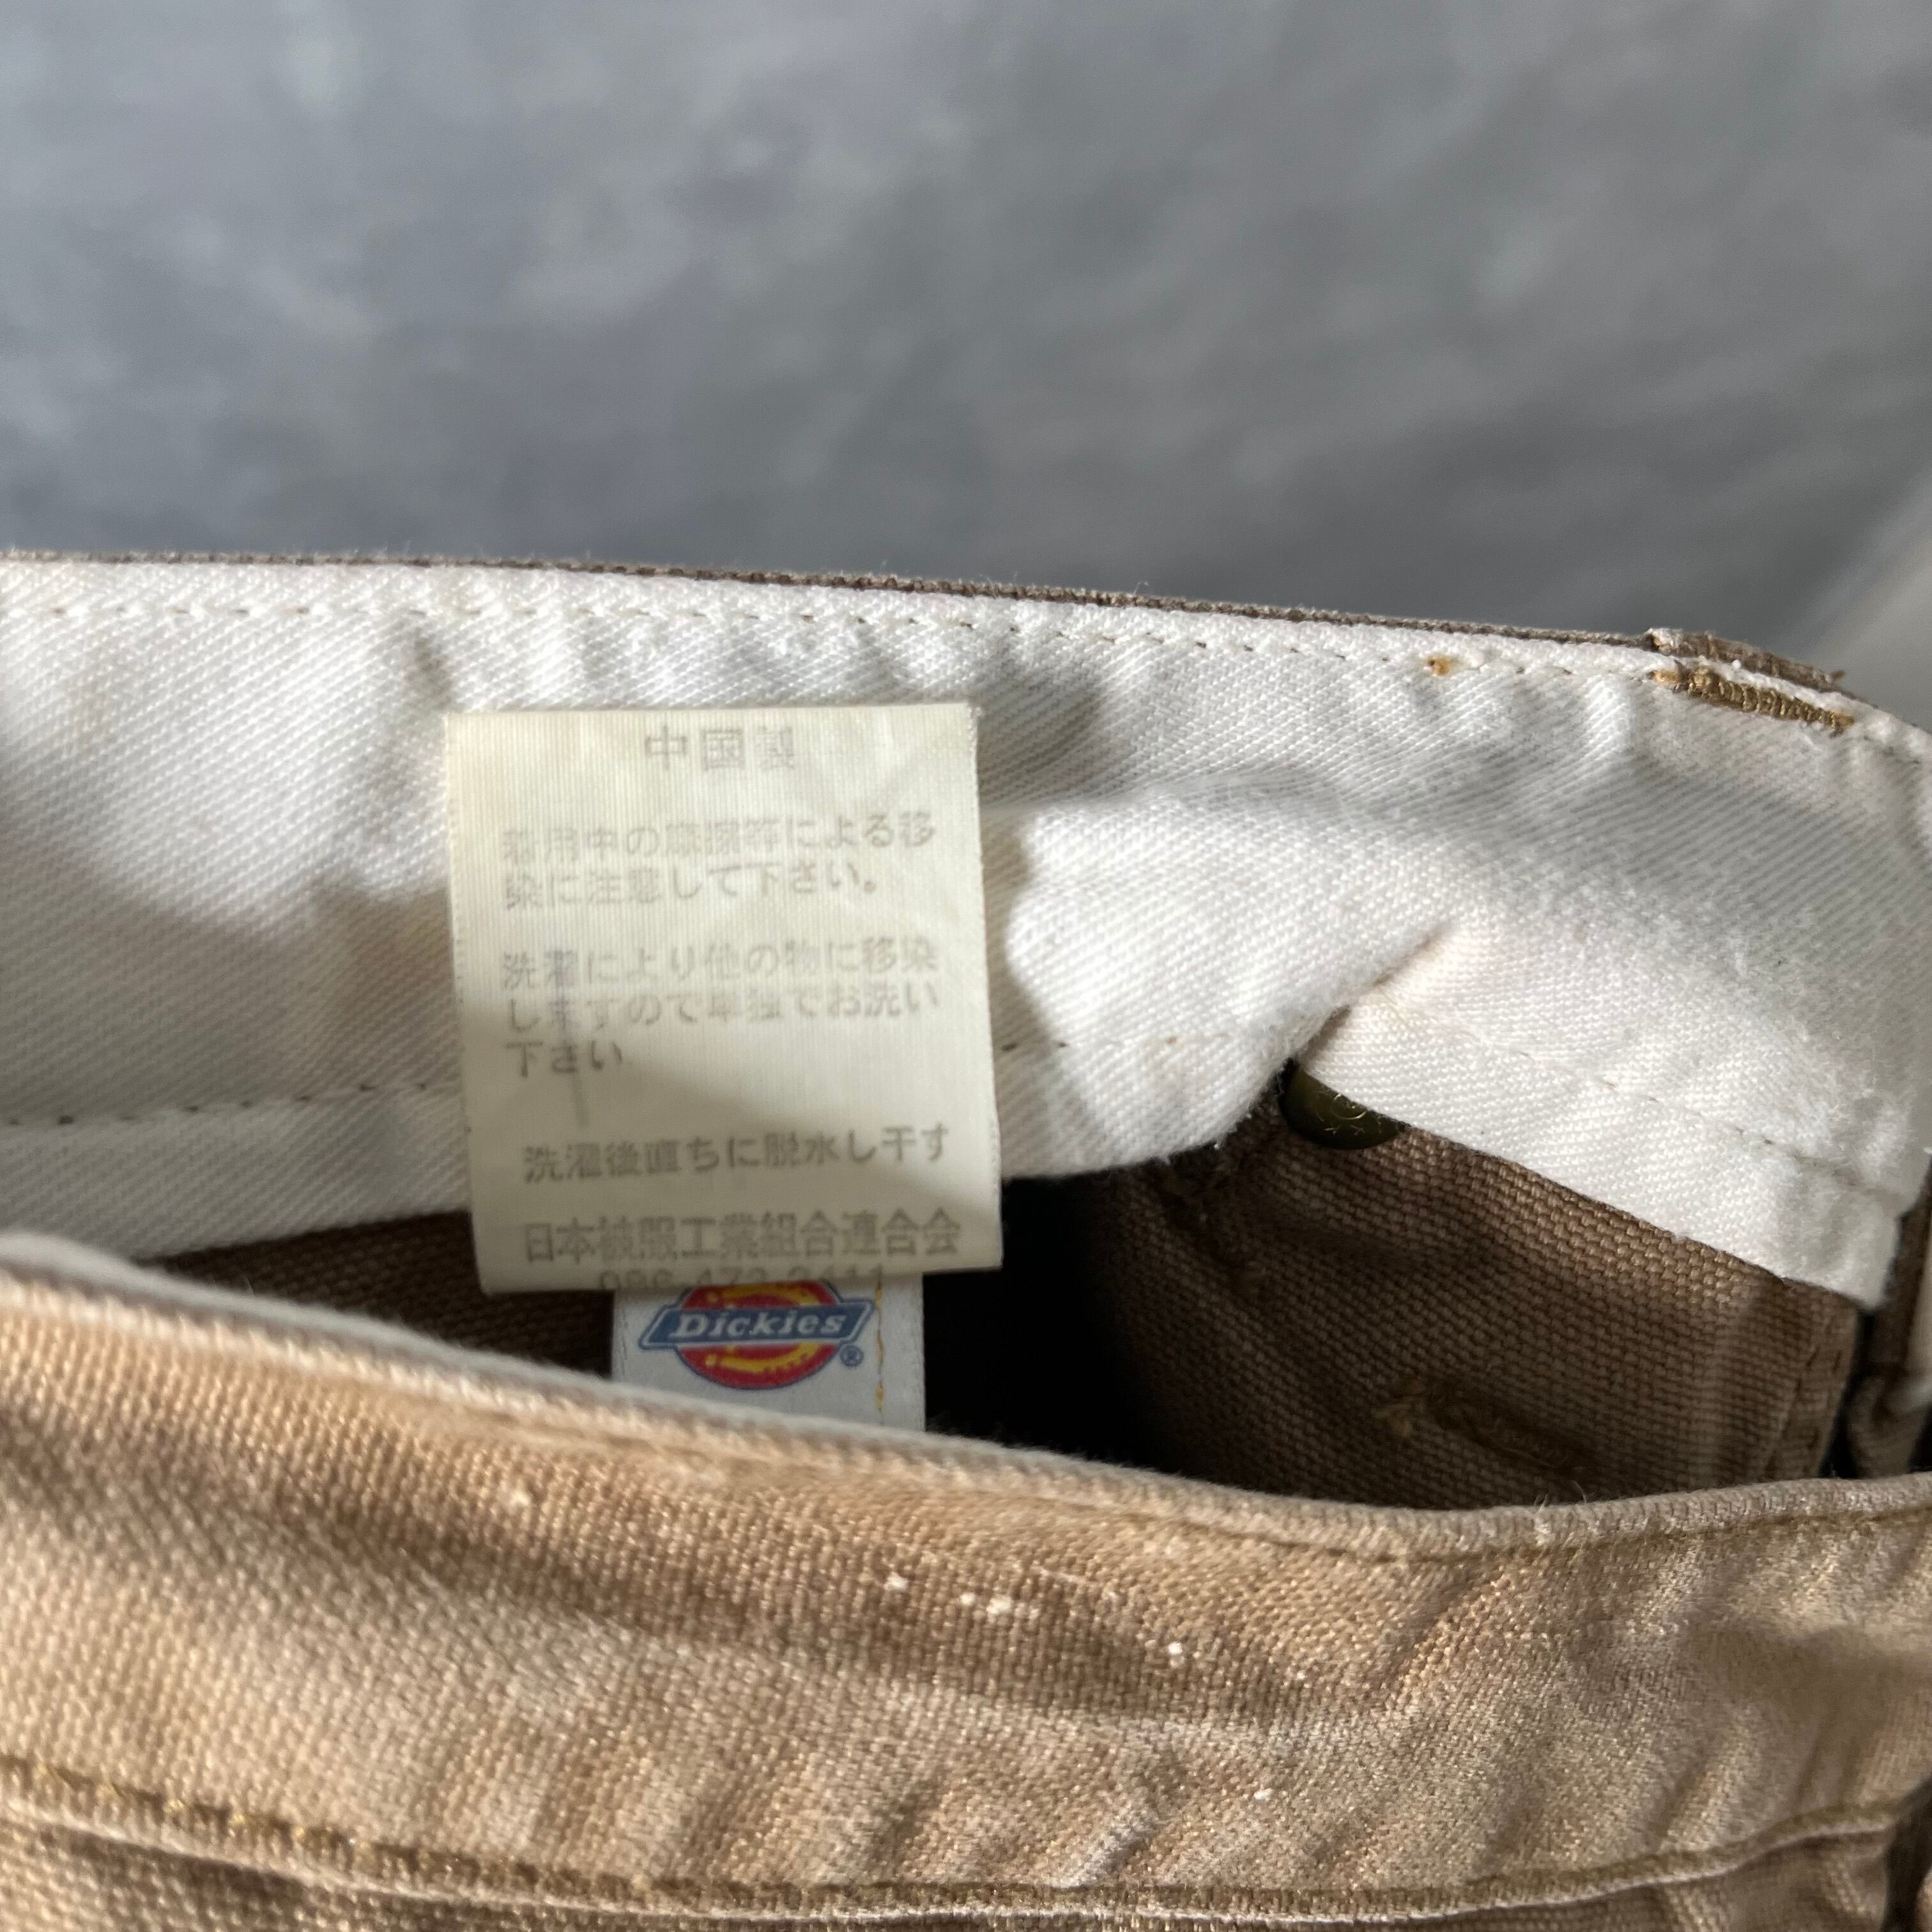 中国製
着用中の摩擦等による移
染に注意して下さい。
洗濯により他の物に移染
しますので単独でお洗い
下さい
洗濯後直ちに脱水し干す
日本被服工業組合連合会
086-472-2411
Dickies
®